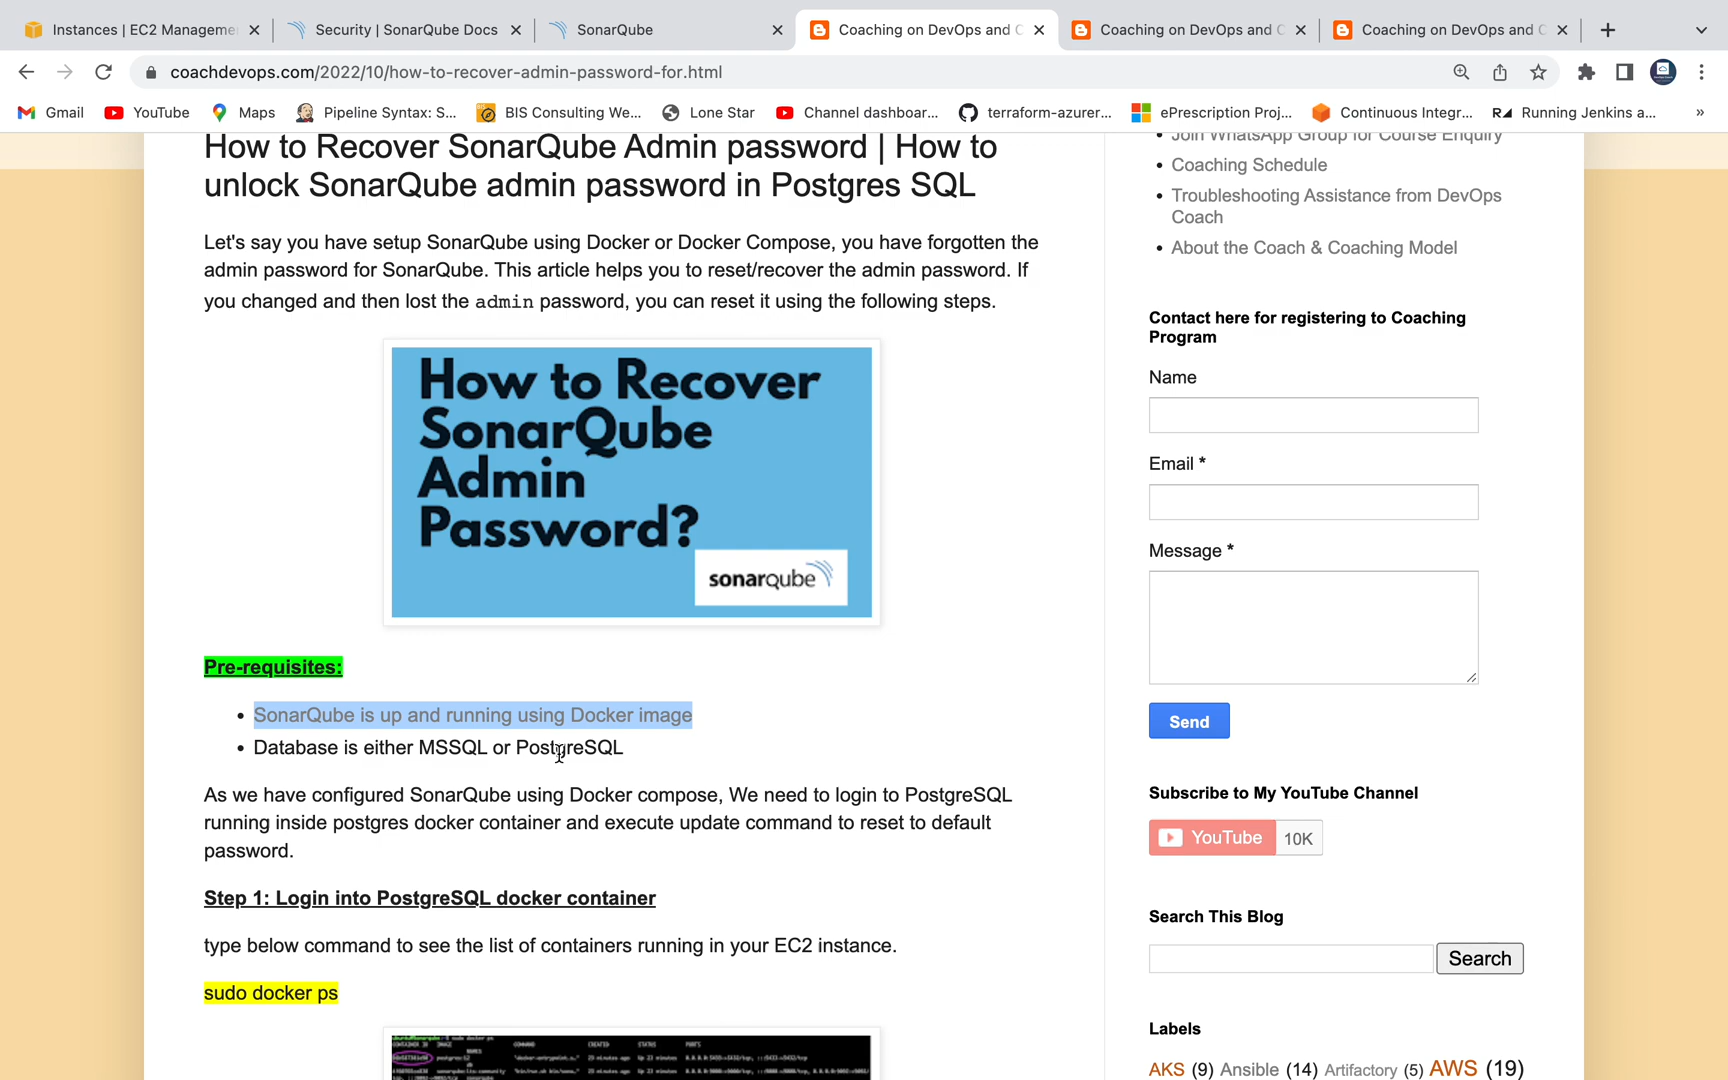 Instances | EC2 Manageme
Security | SonarQube Docs
SonarQube
Coaching on DevOps and C
Coaching on DevOps and C
Coaching on DevOps and C
coachdevops.com/2022/10/how-to-recover-admin-password-for.html
Gmail
YouTube
Maps
Pipeline Syntax: S...
BIS Consulting We...
Lone Star
Channel dashboar...
terraform-azurer...
ePrescription Proj...
Continuous Integr...
Running Jenkins a...
»
How to Recover SonarQube Admin password | How to
unlock SonarQube admin password in Postgres SQL
Let's say you have setup SonarQube using Docker or Docker Compose, you have forgotten the
admin password for SonarQube. This article helps you to reset/recover the admin password. If
you changed and then lost the admin password, you can reset it using the following steps.
How to Recover
SonarQube
Admin
Password?
sonarqube
Pre-requisites:
• SonarQube is up and running using Docker image
• Database is either MSSQL or PostgreSQL
As we have configured SonarQube using Docker compose, We need to login to PostgreSQL
running inside postgres docker container and execute update command to reset to default
password.
Step 1: Login into PostgreSQL docker container
type below command to see the list of containers running in your EC2 instance.
sudo docker ps
• Join WhatsApp Group for Course Enquiry
• Coaching Schedule
• Troubleshooting Assistance from DevOps
Coach
• About the Coach & Coaching Model
Contact here for registering to Coaching
Program
Name
Email *
Message *
Send
Subscribe to My YouTube Channel
YouTube 10K
Search This Blog
Search
Labels
AKS (9) Ansible (14) Artifactory (5) AWS (19)